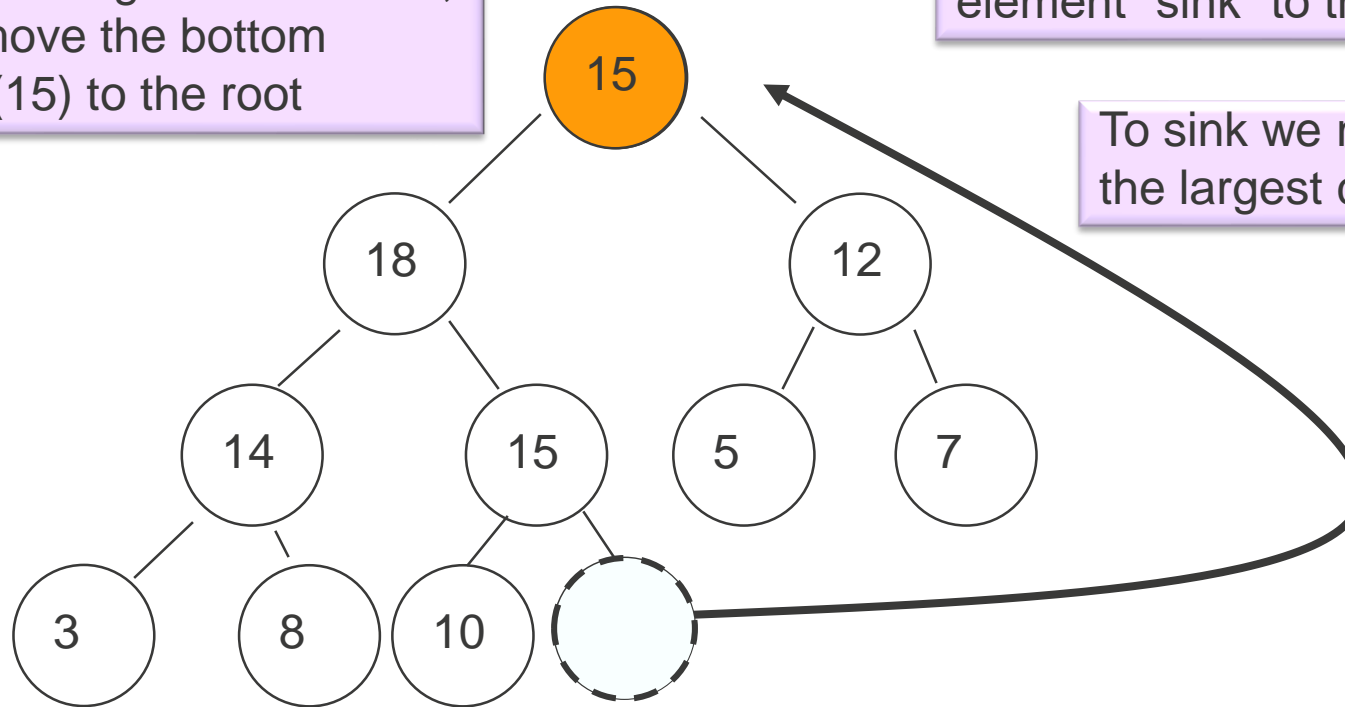 move the bottom
(15) to the root
element "sink" to
To sink we
the largest
15
18
12
14
15
5
7
3
8
10